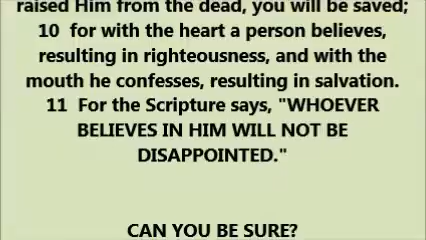 raised Him from the dead, you will be saved;
10 for with the heart a person believes,
resulting in righteousness, and with the
mouth he confesses, resulting in salvation.
11 For the Scripture says, "WHOEVER
BELIEVES IN HIM WILL NOT BE
DISAPPOINTED."
CAN YOU BE SURE?